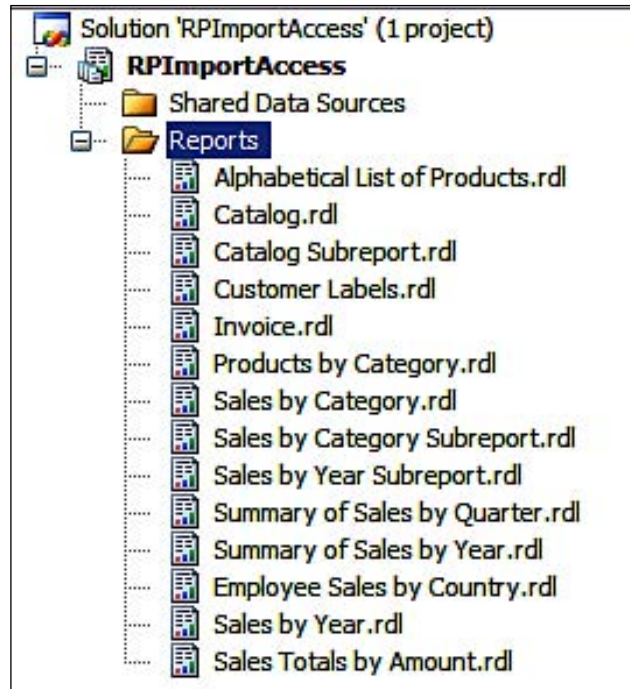 Solution 'RPImportAccess' (1 project)
RPImportAccess
Shared Data Sources
Reports
Alphabetical List of Products.rdl
Catalog.rdl
Catalog Subreport.rdl
Customer Labels.rdl
Invoice.rdl
Products by Category.rdl
Sales by Category.rdl
Sales by Category Subreport.rdl
Sales by Year Subreport.rdl
Summary of Sales by Quarter.rdl
Summary of Sales by Year.rdl
Employee Sales by Country.rdl
Sales by Year.rdl
Sales Totals by Amount.rdl